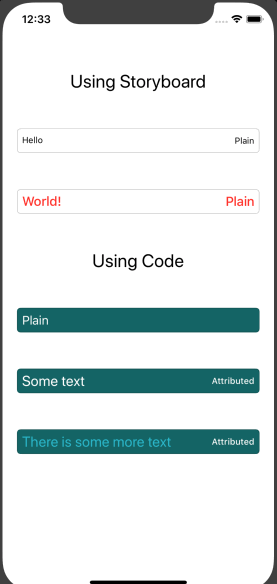 12:33
Using Storyboard
Hello Plain
World! Plain
Using Code
Plain
Some text Attributed
There is some more text Attributed